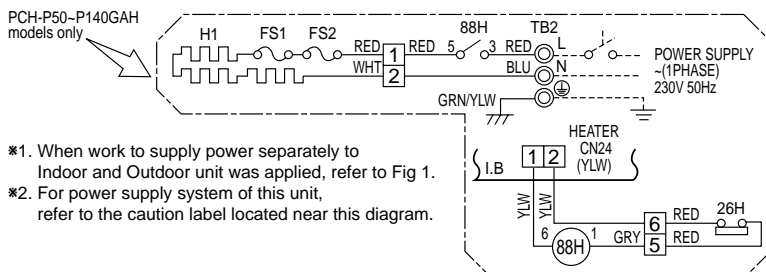 PCH-P50~P140GAH
models only
H1 FS1 FS2 88H TB2
RED 1 RED 5 3 RED L
WHT 2 BLU N
GRN/YLW
POWER SUPPLY
~(1PHASE)
230V 50Hz
※1. When work to supply power separately to
Indoor and Outdoor unit was applied, refer to Fig 1.
※2. For power supply system of this unit,
refer to the caution label located near this diagram.
HEATER
CN24
(YLW)
I.B 1 2
YLW YLW
6 88H 1 GRY 5 RED
6 RED 26H